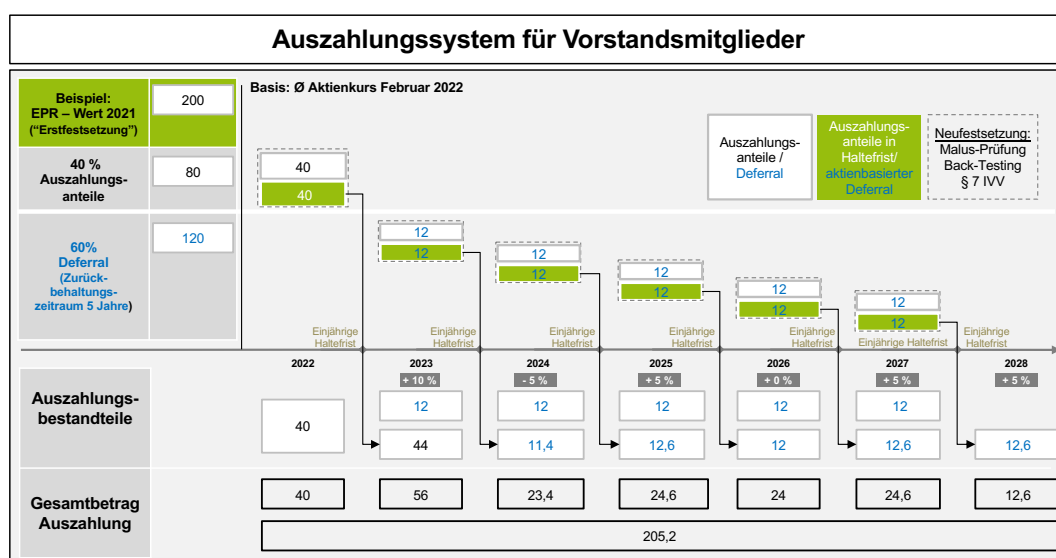 Auszahlungssystem für Vorstandsmitglieder
Beispiel:
EPR – Wert 2021
("Erstfestsetzung")
200
Basis: Ø Aktienkurs Februar 2022
Auszahlungs-
anteile /
Deferral
Auszahlungs-
anteile in
Haltefrist/
aktienbasierter
Deferral
Neufestsetzung:
Malus-Prüfung
Back-Testing
§ 7 IVV
40 %
Auszahlungs-
anteile
80
40
40
60%
Deferral
(Zurück-
behaltungs-
zeitraum 5 Jahre)
120
12
12
12
12
12
12
12
12
12
12
Einjährige
Haltefrist
Einjährige
Haltefrist
Einjährige
Haltefrist
Einjährige
Haltefrist
Einjährige Haltefrist
Einjährige
Haltefrist
2022 2023 2024 2025 2026 2027 2028
+ 10 % - 5 % + 5 % + 0 % + 5 % + 5 %
Auszahlungs-
bestandteile
40
12 12 12 12 12
44 11,4 12,6 12 12,6 12,6
Gesamtbetrag
Auszahlung
40 56 23,4 24,6 24 24,6 12,6
205,2